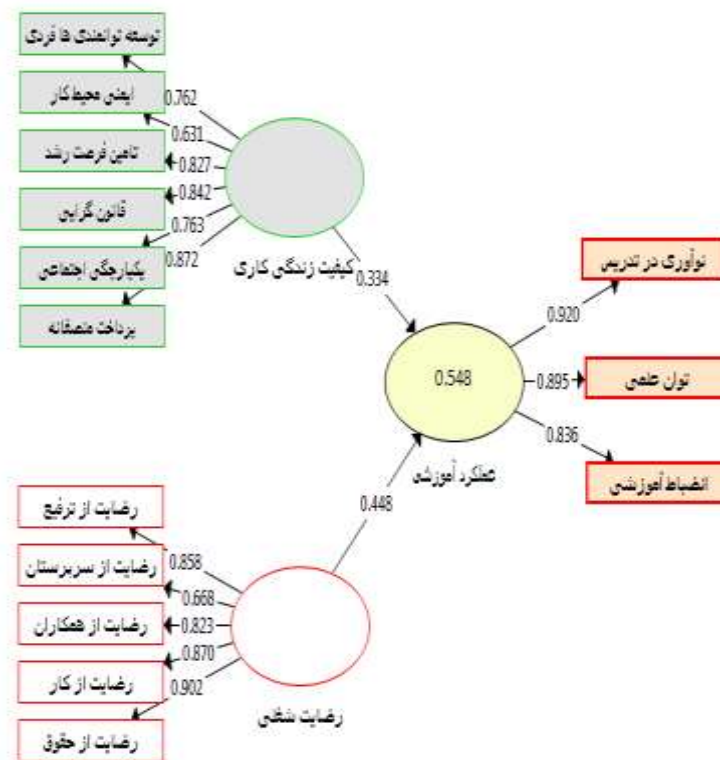 توسعه توانمندی ها فردی
ایمنی محیط کار
تامین فرصت رشد
قانون گرایی
یکپارچگی اجتماعی
پرداخت منصفانه
0.762
0.631
0.827
0.842
0.763
0.872
کیفیت زندگی کاری
0.334
نوآوری در تدریس
توان علمی
انضباط آموزشی
0.920
0.895
0.836
0.548
عملکرد آموزشی
0.448
رضایت از ترفیع
رضایت از سرپرستان
رضایت از همکاران
رضایت از کار
رضایت از حقوق
0.858
0.668
0.823
0.870
0.902
رضایت شغلی